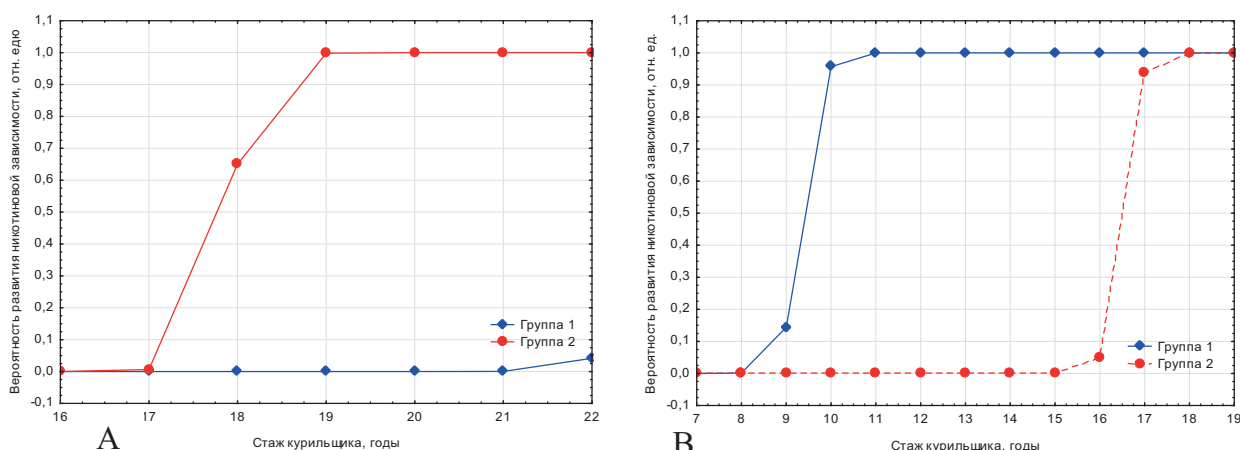 Вероятность развития никотиновой зависимости, отн. едю
1,1
1,0
0,9
0,8
0,7
0,6
0,5
0,4
0,3
0,2
0,1
0,0
-0,1
Группа 1
Группа 2
16 17 18 19 20 21 22
A
Стаж курильщика, годы
Вероятность развития никотиновой зависимости, отн. ед.
1,1
1,0
0,9
0,8
0,7
0,6
0,5
0,4
0,3
0,2
0,1
0,0
-0,1
Группа 1
Группа 2
7 8 9 10 11 12 13 14 15 16 17 18 19
B
Стаж курильщика, годы